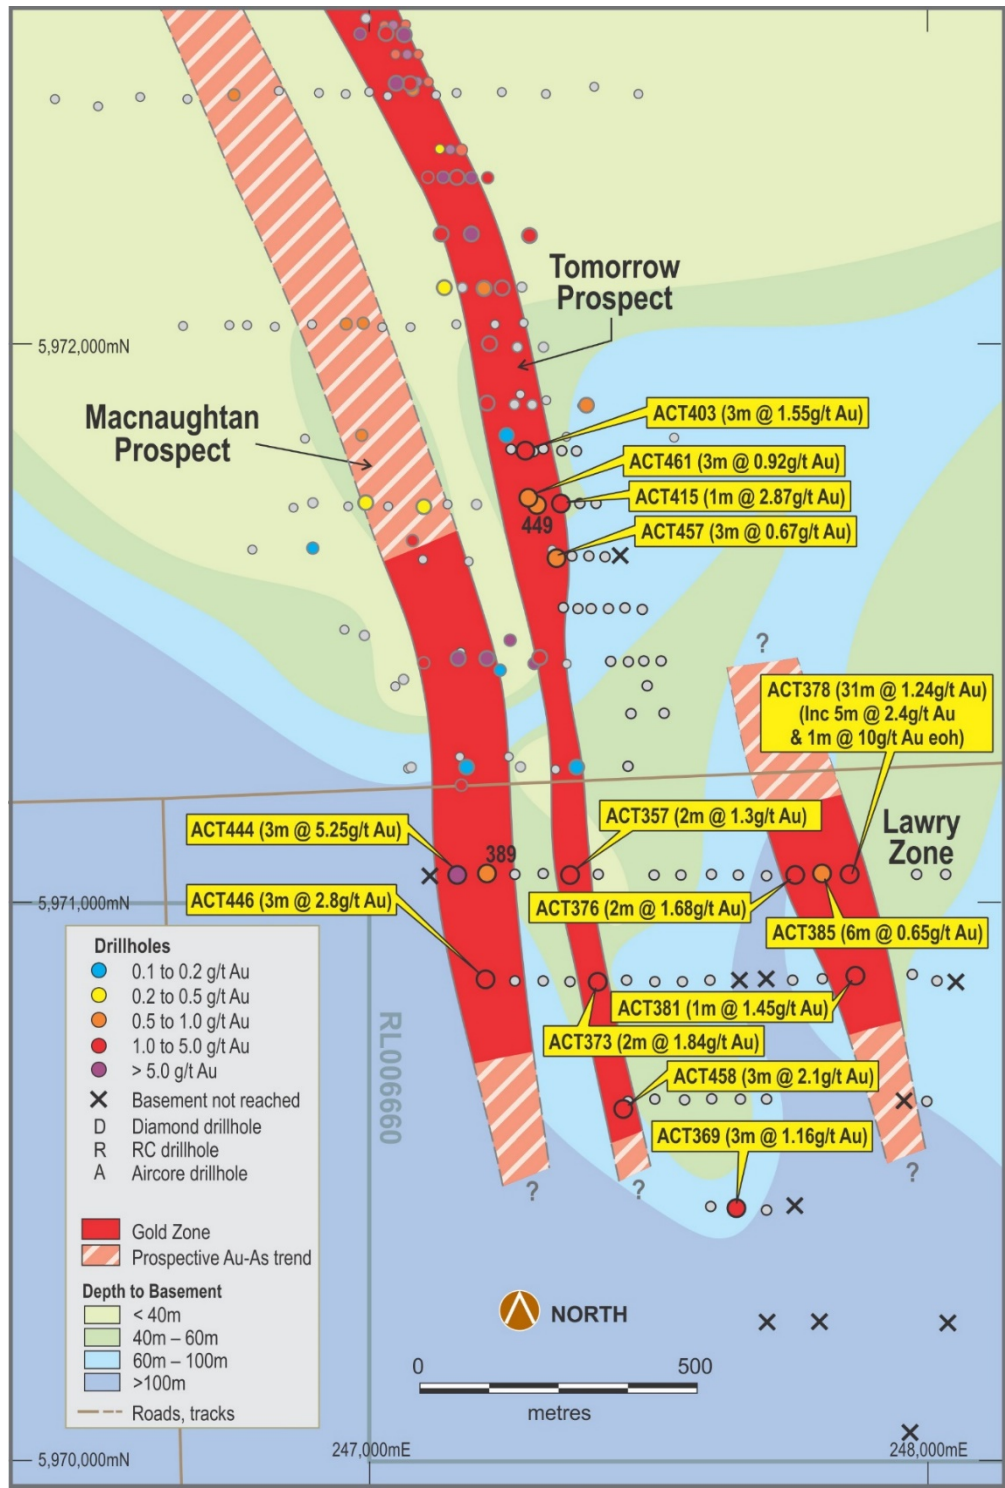 Tomorrow
Prospect
5,972,000mN
Macnaughtan
Prospect
ACT403 (3m @ 1.55g/t Au)
ACT461 (3m @ 0.92g/t Au)
ACT415 (1m @ 2.87g/t Au)
449
ACT457 (3m @ 0.67g/t Au)
?
ACT378 (31m @ 1.24g/t Au)
(Inc 5m @ 2.4g/t Au
& 1m @ 10g/t Au eoh)
ACT444 (3m @ 5.25g/t Au)
389
ACT357 (2m @ 1.3g/t Au)
Lawry
Zone
ACT446 (3m @ 2.8g/t Au)
ACT376 (2m @ 1.68g/t Au)
5,971,000mN
ACT385 (6m @ 0.65g/t Au)
ACT381 (1m @ 1.45g/t Au)
ACT373 (2m @ 1.84g/t Au)
ACT458 (3m @ 2.1g/t Au)
ACT369 (3m @ 1.16g/t Au)
?
?
?
RL006660
Drillholes
0.1 to 0.2 g/t Au
0.2 to 0.5 g/t Au
0.5 to 1.0 g/t Au
1.0 to 5.0 g/t Au
> 5.0 g/t Au
Basement not reached
D Diamond drillhole
R RC drillhole
A Aircore drillhole
Gold Zone
Prospective Au-As trend
Depth to Basement
< 40m
40m – 60m
60m – 100m
>100m
Roads, tracks
NORTH
0 500
metres
5,970,000mN
247,000mE
248,000mE